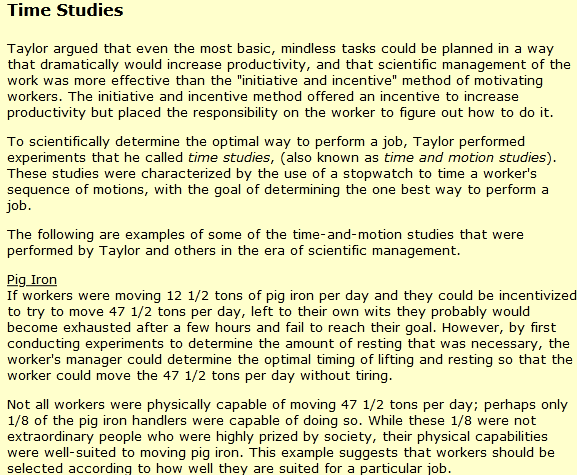 Time Studies
Taylor argued that even the most basic, mindless tasks could be planned in a way
that dramatically would increase productivity, and that scientific management of the
work was more effective than the "initiative and incentive" method of motivating
workers. The initiative and incentive method offered an incentive to increase
productivity but placed the responsibility on the worker to figure out how to do it.
To scientifically determine the optimal way to perform a job, Taylor performed
experiments that he called time studies, (also known as time and motion studies).
These studies were characterized by the use of a stopwatch to time a worker's
sequence of motions, with the goal of determining the one best way to perform a
job.
The following are examples of some of the time-and-motion studies that were
performed by Taylor and others in the era of scientific management.
Pig Iron
If workers were moving 12 1/2 tons of pig iron per day and they could be incentivized
to try to move 47 1/2 tons per day, left to their own wits they probably would
become exhausted after a few hours and fail to reach their goal. However, by first
conducting experiments to determine the amount of resting that was necessary, the
worker's manager could determine the optimal timing of lifting and resting so that the
worker could move the 47 1/2 tons per day without tiring.
Not all workers were physically capable of moving 47 1/2 tons per day; perhaps only
1/8 of the pig iron handlers were capable of doing so. While these 1/8 were not
extraordinary people who were highly prized by society, their physical capabilities
were well-suited to moving pig iron. This example suggests that workers should be
selected according to how well they are suited for a particular job.